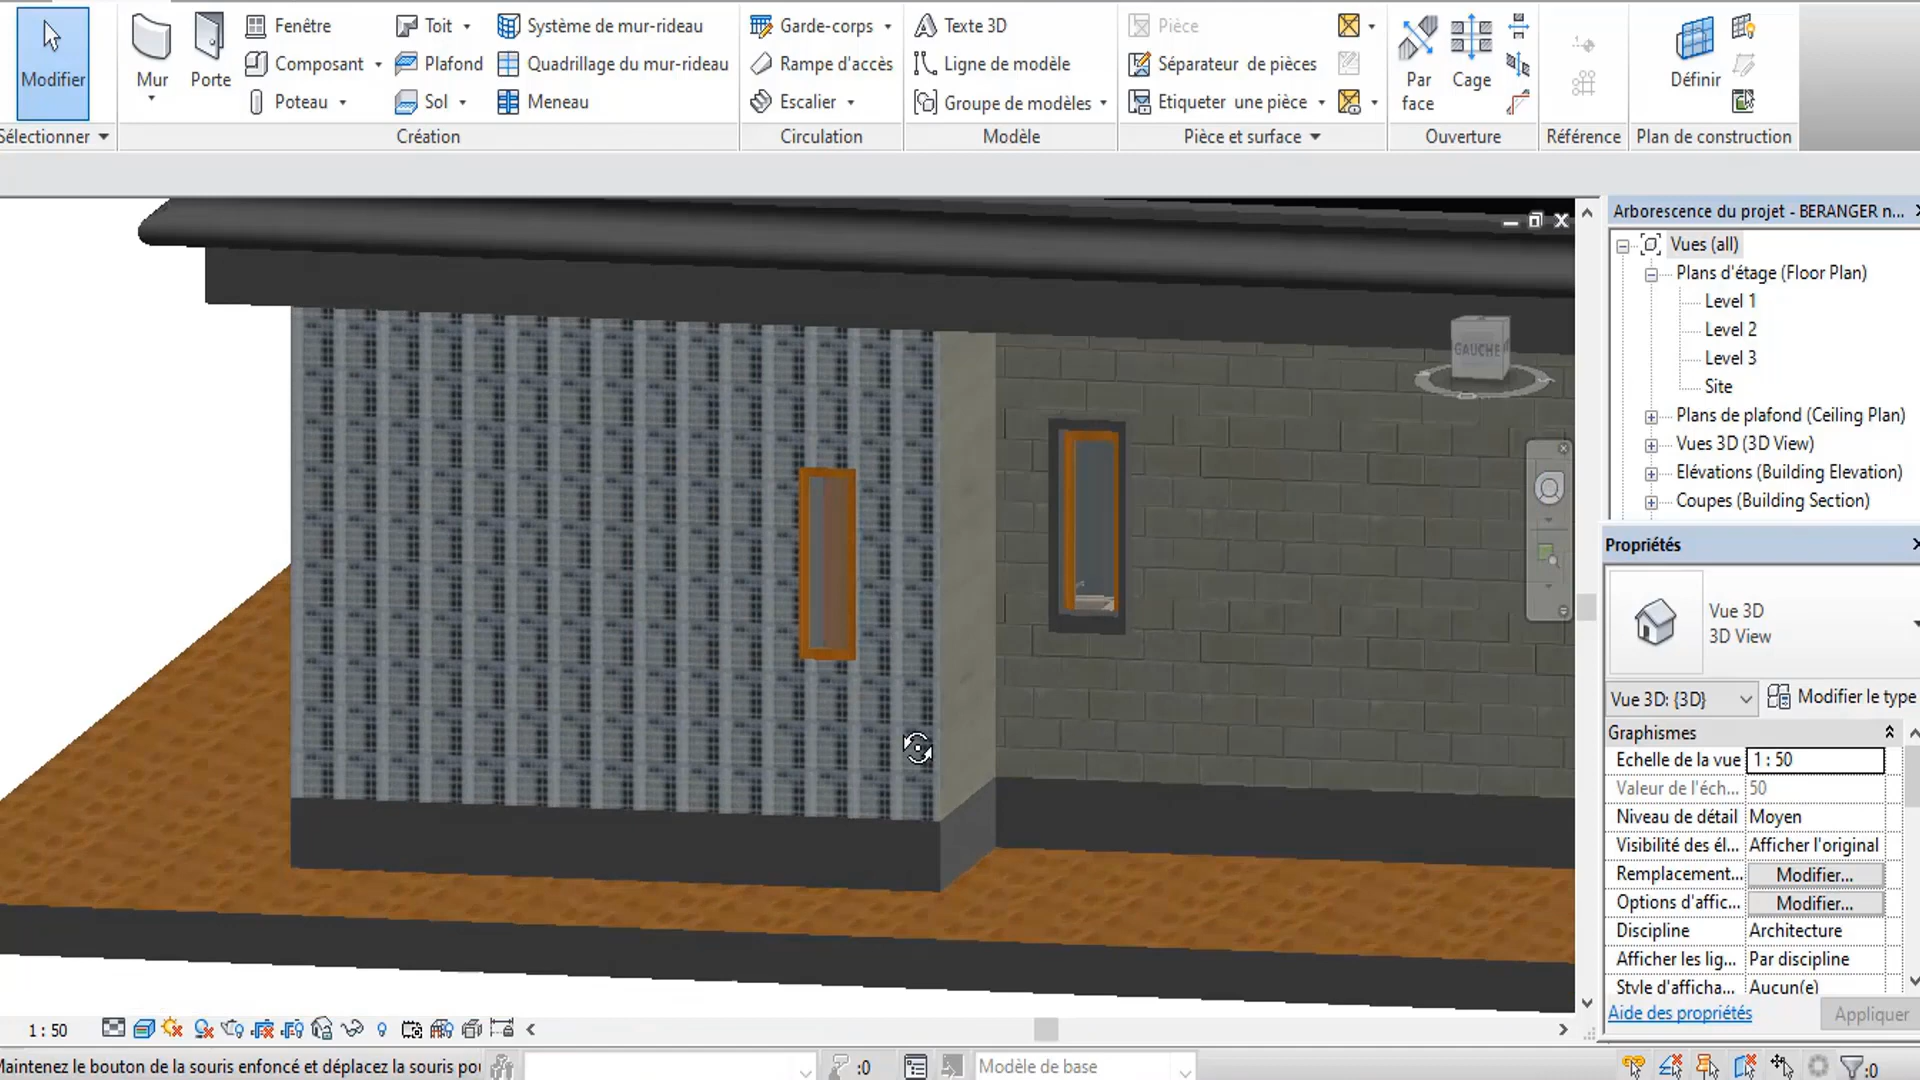 Modifier
Mur
Porte
Fenêtre
Composant
Poteau
Toit
Plafond
Sol
Système de mur-rideau
Quadrillage du mur-rideau
Meneau
Garde-corps
Rampe d'accès
Escalier
Texte 3D
Ligne de modèle
Groupe de modèles
Pièce
Séparateur de pièces
Etiqueter une pièce
Par face
Cage
Définir
Sélectionner
Création
Circulation
Modèle
Pièce et surface
Ouverture
Référence
Plan de construction
Arborescence du projet - BERANGER n...
Vues (all)
Plans d'étage (Floor Plan)
Level 1
Level 2
Level 3
Site
Plans de plafond (Ceiling Plan)
Vues 3D (3D View)
Elévations (Building Elevation)
Coupes (Building Section)
GAUCHE
Propriétés
Vue 3D
3D View
Vue 3D: {3D}
Modifier le type
Graphismes
Echelle de la vue 1 : 50
Valeur de l'éch... 50
Niveau de détail Moyen
Visibilité des él... Afficher l'original
Remplacement... Modifier...
Options d'affic... Modifier...
Discipline Architecture
Afficher les lig... Par discipline
Style d'afficha... Aucun(e)
Aide des propriétés
Appliquer
1 : 50
Maintenez le bouton de la souris enfoncé et déplacez la souris pou
:0
Modèle de base
:0